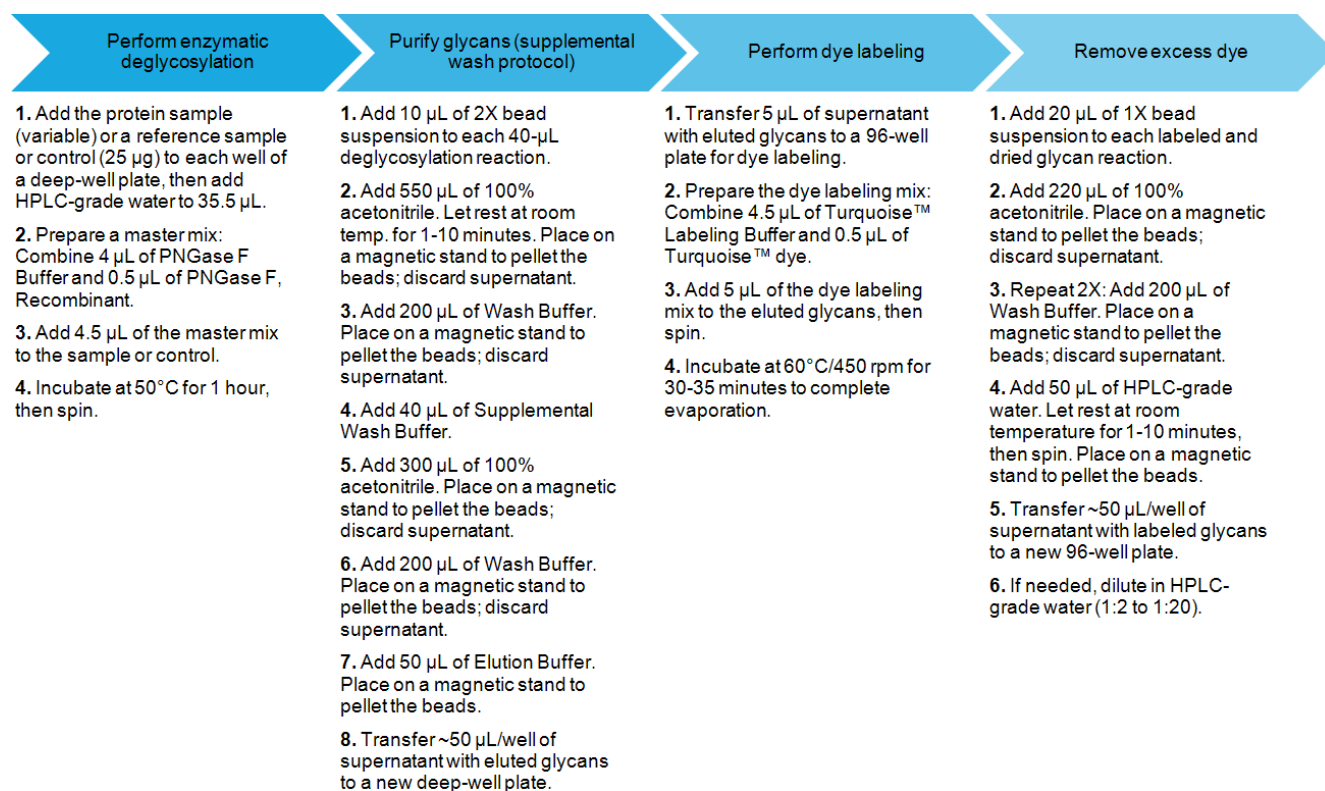 Perform enzymatic
deglycosylation
1. Add the protein sample
(variable) or a reference sample
or control (25 µg) to each well of
a deep-well plate, then add
HPLC-grade water to 35.5 µL.
2. Prepare a master mix:
Combine 4 µL of PNGase F
Buffer and 0.5 µL of PNGase F,
Recombinant.
3. Add 4.5 µL of the master mix
to the sample or control.
4. Incubate at 50°C for 1 hour,
then spin.
Purify glycans (supplemental
wash protocol)
1. Add 10 µL of 2X bead
suspension to each 40-µL
deglycosylation reaction.
2. Add 550 µL of 100%
acetonitrile. Let rest at room
temp. for 1-10 minutes. Place on
a magnetic stand to pellet the
beads; discard supernatant.
3. Add 200 µL of Wash Buffer.
Place on a magnetic stand to
pellet the beads; discard
supernatant.
4. Add 40 µL of Supplemental
Wash Buffer.
5. Add 300 µL of 100%
acetonitrile. Place on a magnetic
stand to pellet the beads;
discard supernatant.
6. Add 200 µL of Wash Buffer.
Place on a magnetic stand to
pellet the beads; discard
supernatant.
7. Add 50 µL of Elution Buffer.
Place on a magnetic stand to
pellet the beads.
8. Transfer ~50 µL/well of
supernatant with eluted glycans
to a new deep-well plate.
Perform dye labeling
1. Transfer 5 µL of supernatant
with eluted glycans to a 96-well
plate for dye labeling.
2. Prepare the dye labeling mix:
Combine 4.5 µL of Turquoise™
Labeling Buffer and 0.5 µL of
Turquoise™ dye.
3. Add 5 µL of the dye labeling
mix to the eluted glycans, then
spin.
4. Incubate at 60°C/450 rpm for
30-35 minutes to complete
evaporation.
Remove excess dye
1. Add 20 µL of 1X bead
suspension to each labeled and
dried glycan reaction.
2. Add 220 µL of 100%
acetonitrile. Place on a magnetic
stand to pellet the beads;
discard supernatant.
3. Repeat 2X: Add 200 µL of
Wash Buffer. Place on a
magnetic stand to pellet the
beads; discard supernatant.
4. Add 50 µL of HPLC-grade
water. Let rest at room
temperature for 1-10 minutes,
then spin. Place on a magnetic
stand to pellet the beads.
5. Transfer ~50 µL/well of
supernatant with labeled glycans
to a new 96-well plate.
6. If needed, dilute in HPLC-
grade water (1:2 to 1:20).